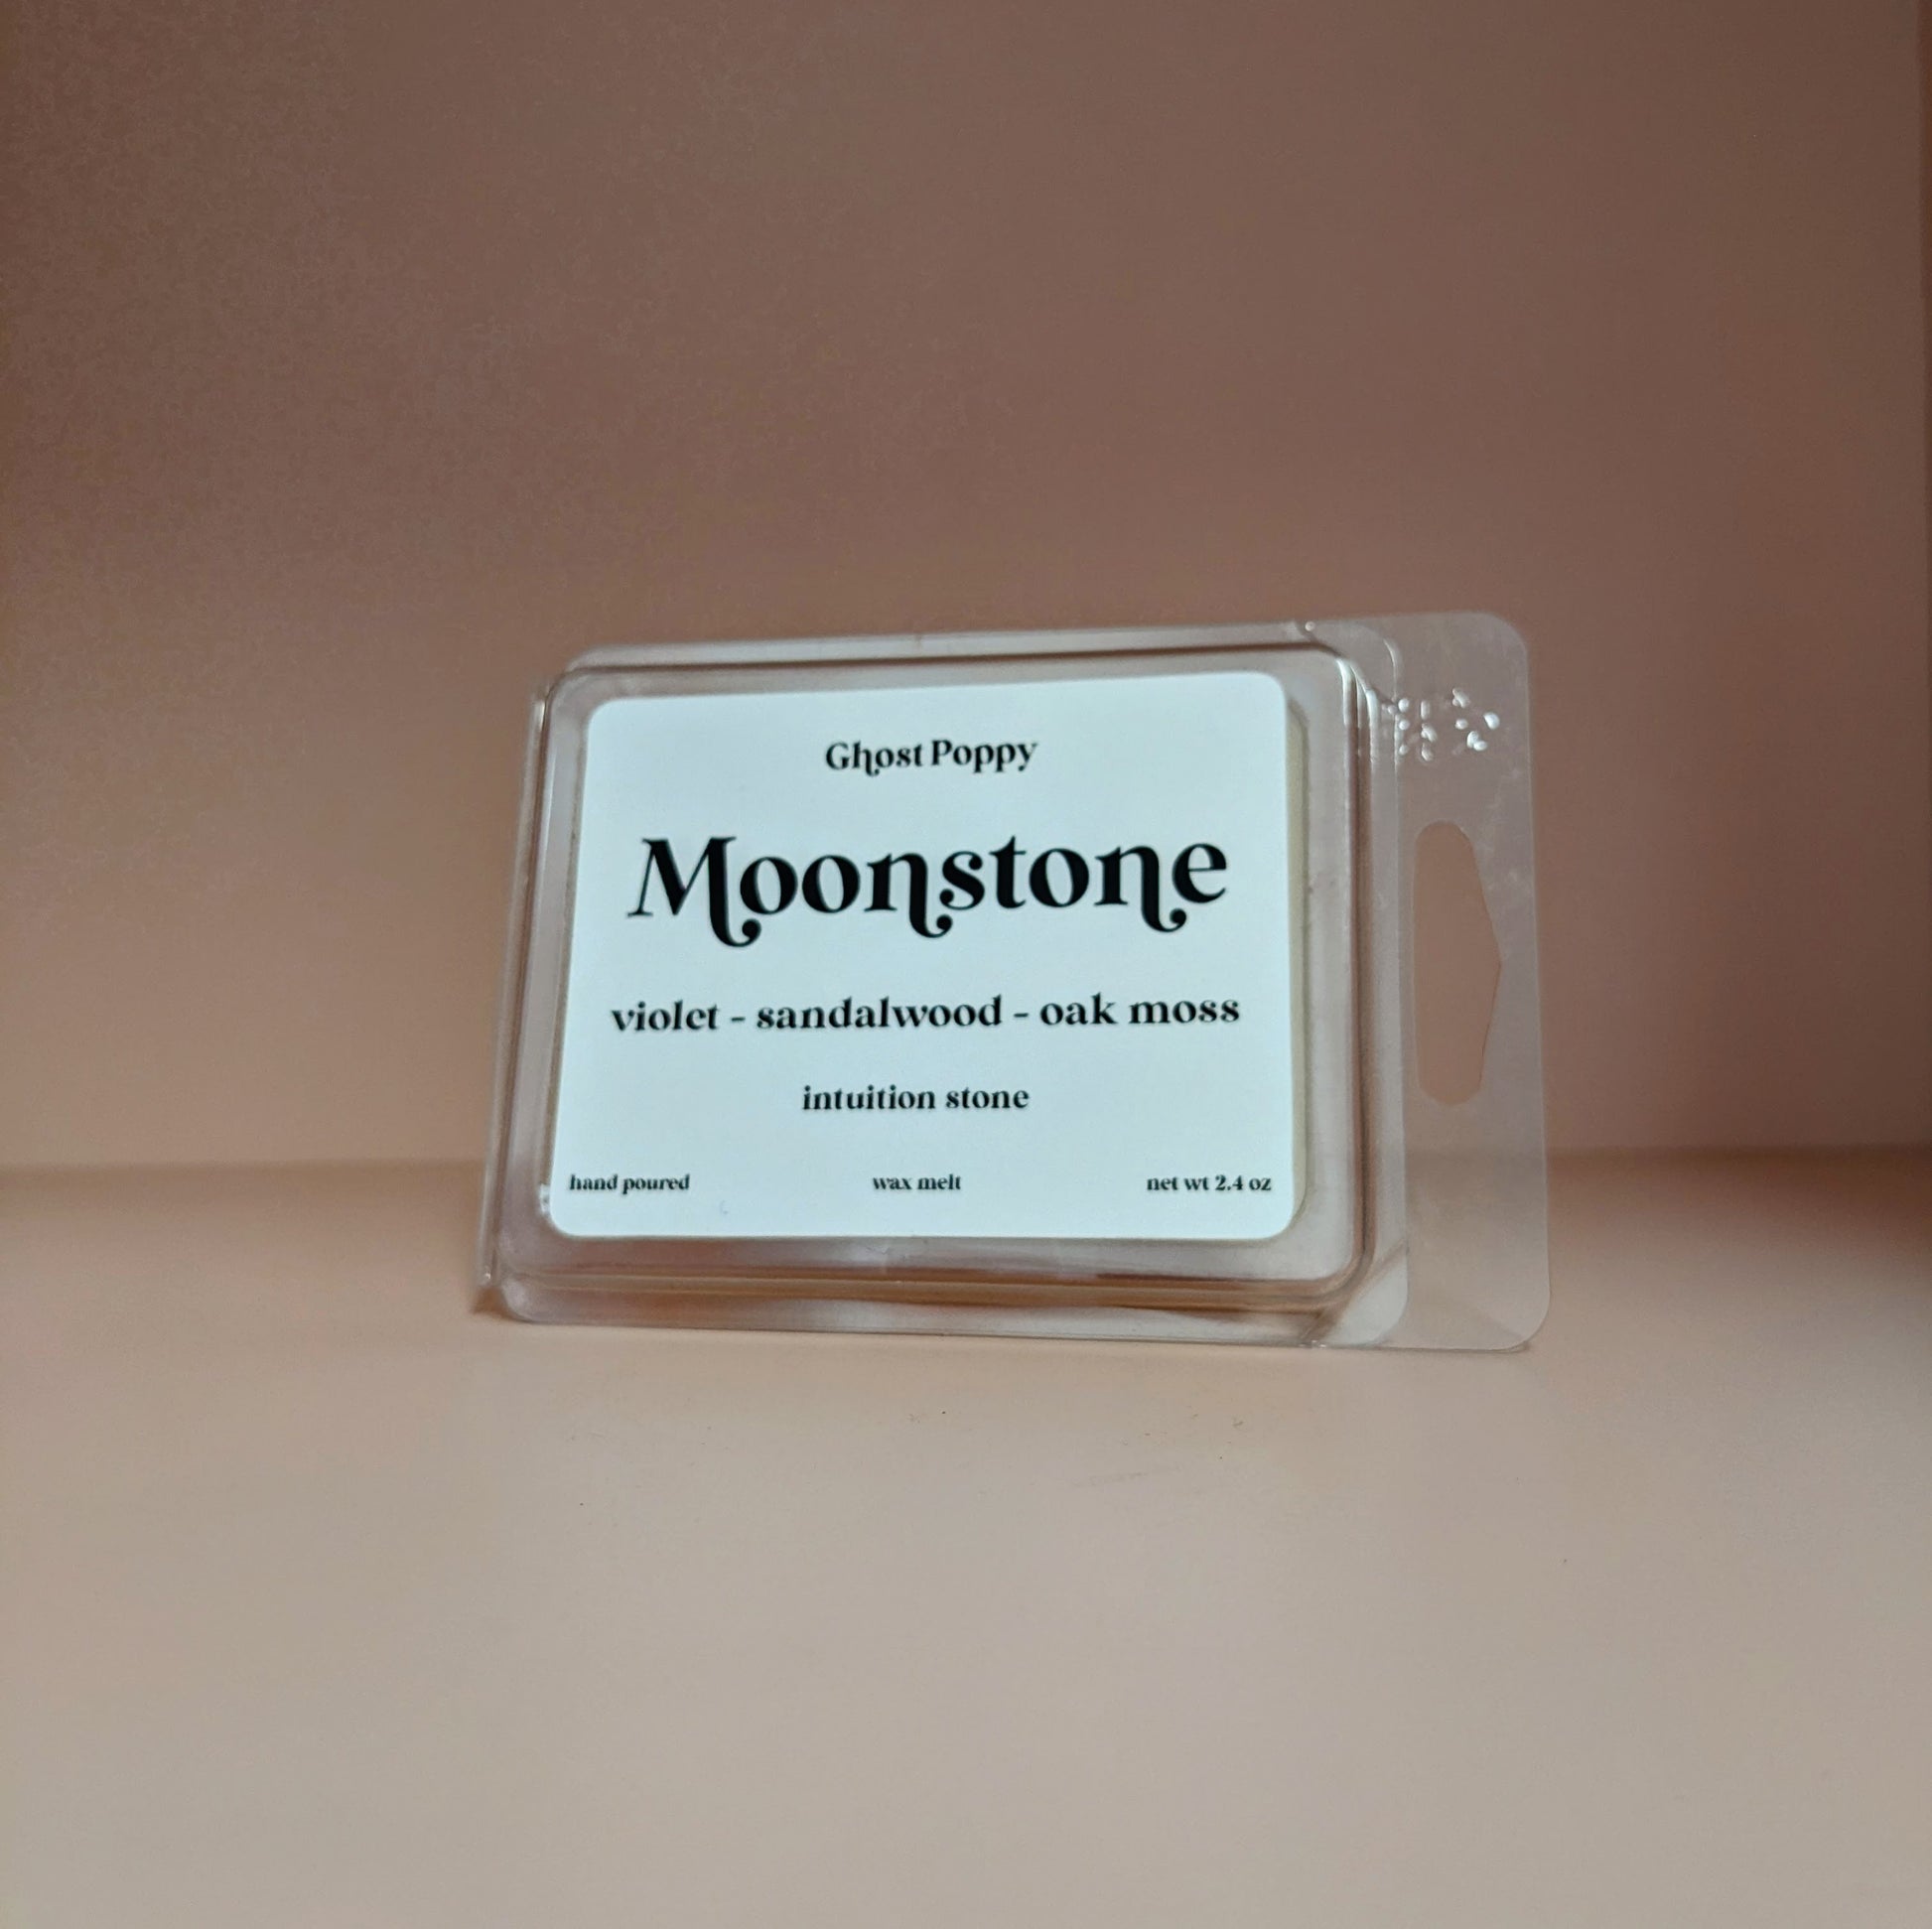 Ghost Poppy
Moonstone
violet - sandalwood - oak moss
intuition stone
hand poured wax melt net wt 2.4 oz